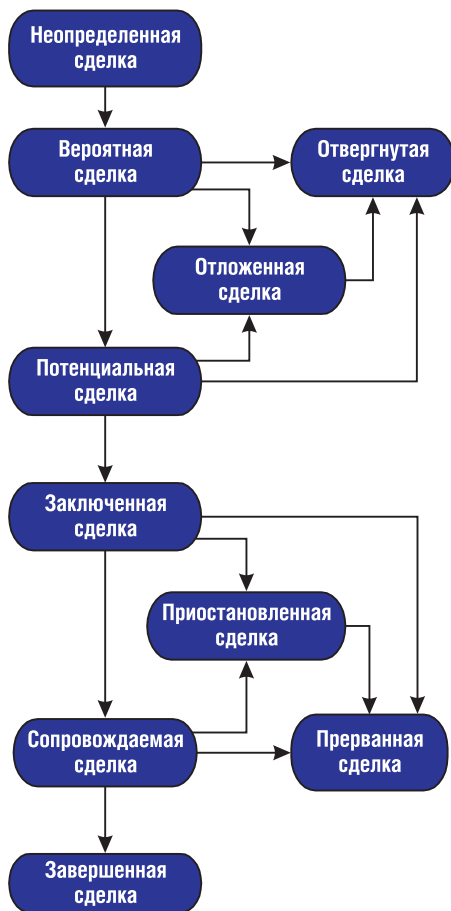 Неопределенная
сделка
Вероятная
сделка
Отвергнутая
сделка
Отложенная
сделка
Потенциальная
сделка
Заключенная
сделка
Приостановленная
сделка
Сопровождаемая
сделка
Прерванная
сделка
Завершенная
сделка